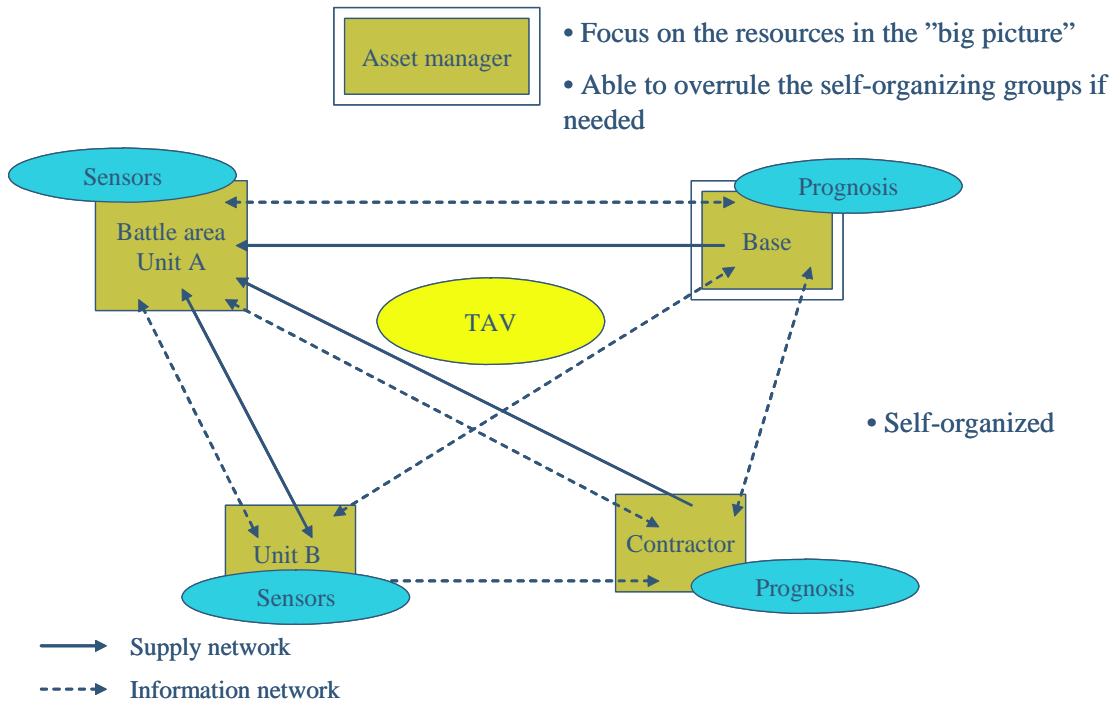 Asset manager
• Focus on the resources in the ”big picture”
• Able to overrule the self-organizing groups if
needed
Sensors
Prognosis
Battle area
Unit A
Base
TAV
• Self-organized
Unit B
Contractor
Sensors
Prognosis
Supply network
Information network